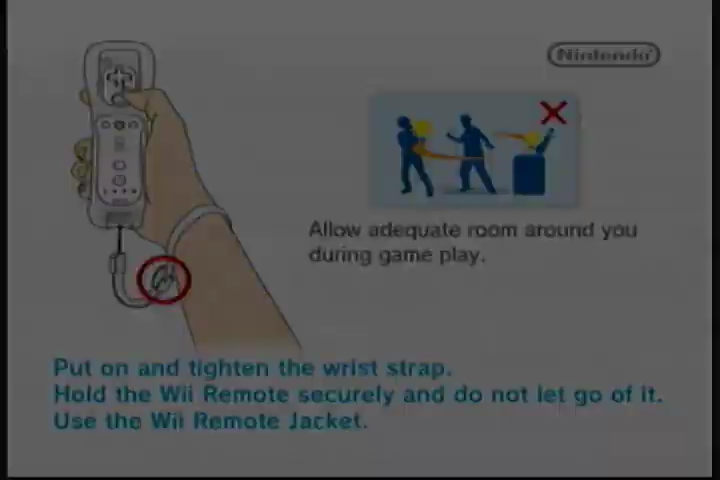 Nintendo
Allow adequate room around you
during game play.
Put on and tighten the wrist strap.
Hold the Wii Remote securely and do not let go of it.
Use the Wii Remote Jacket.